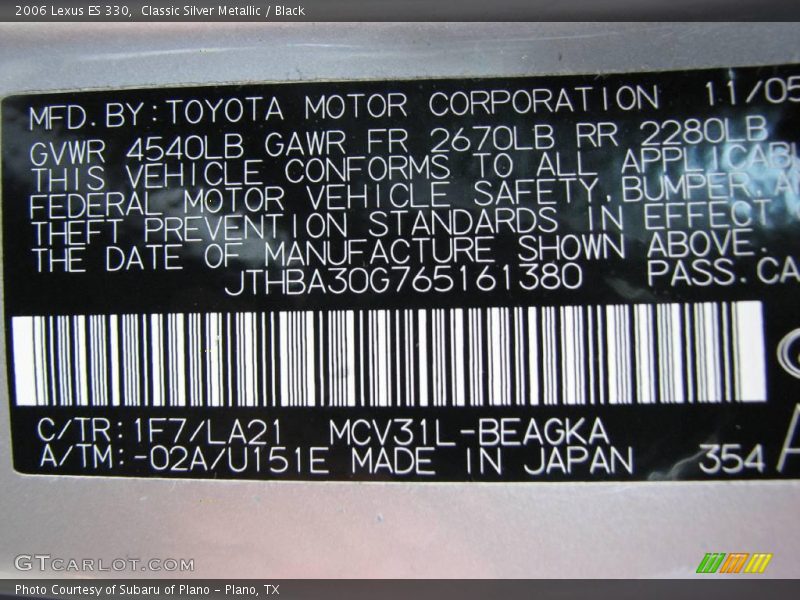 2006 Lexus ES 330,  Classic Silver Metallic / Black
MFD. BY: TOYOTA MOTOR CORPORATION 11/05
GVWR 4540LB GAWR FR 2670LB RR 2280LB
THIS VEHICLE CONFORMS TO ALL APPLICABL
FEDERAL MOTOR VEHICLE SAFETY, BUMPER, A
THEFT PREVENTION STANDARDS IN EFFECT
THE DATE OF MANUFACTURE SHOWN ABOVE.
JTHBA30G765161380 PASS. CA
C/TR: 1F7/LA21 MCV31L-BEAGKA
A/TM: -02A/U151E MADE IN JAPAN 354 A
GTCARLOT.COM
Photo Courtesy of Subaru of Plano - Plano, TX